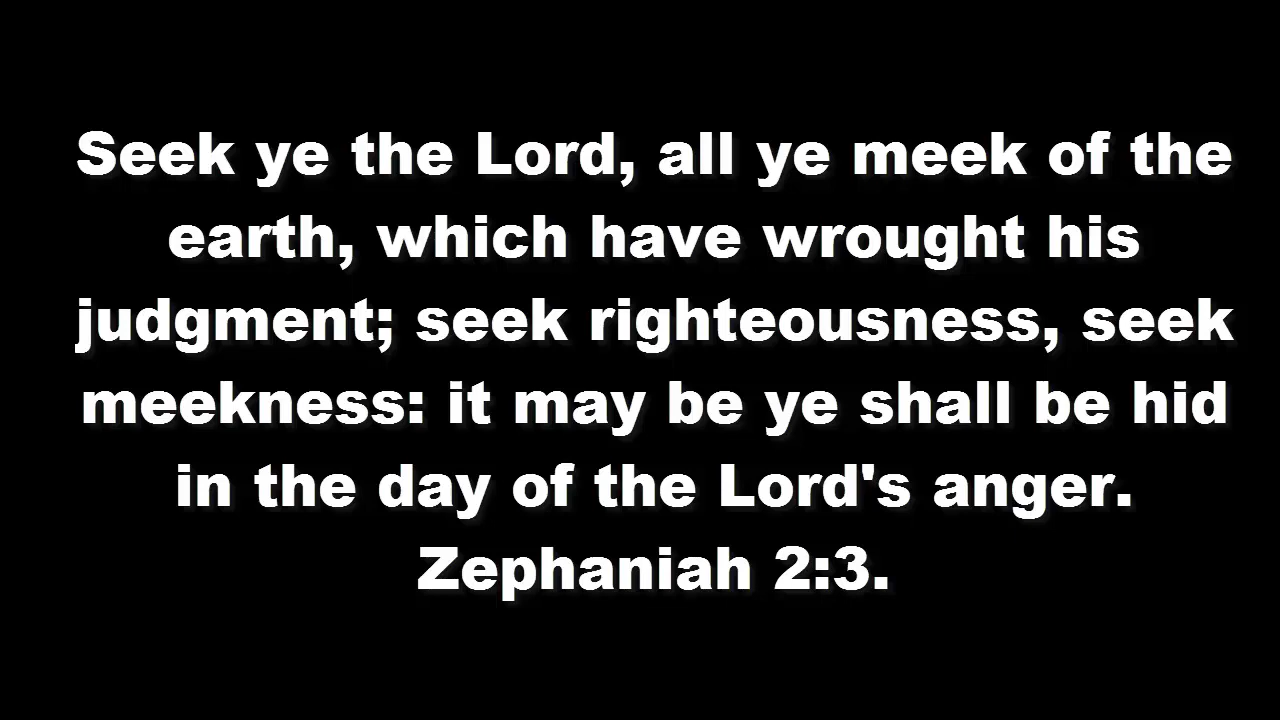 Seek ye the Lord, all ye meek of the
earth, which have wrought his
judgment; seek righteousness, seek
meekness: it may be ye shall be hid
in the day of the Lord's anger.
Zephaniah 2:3.